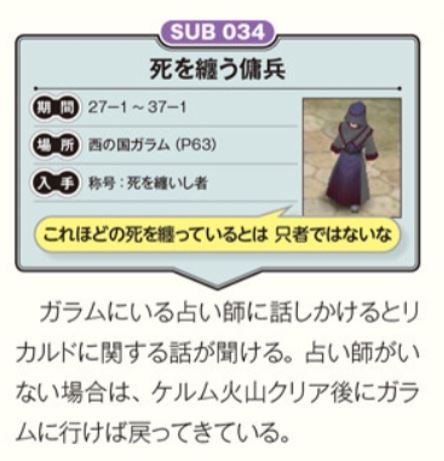 SUB 034
死を纏う傭兵
期間 27−1～37−1
場所 西の国ガラム（P63）
入手 称号：死を纏いし者
これほどの死を纏っているとは 只者ではないな
　ガラムにいる占い師に話しかけるとリ
カルドに関する話が聞ける。占い師がい
ない場合は、ケルム火山クリア後にガラ
ムに行けば戻ってきている。